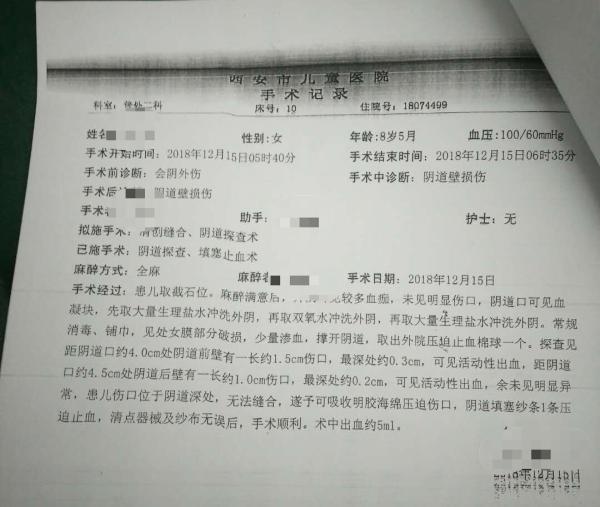 西安市儿童医院
手术记录
科室: 普外二科 床号: 10 住院号: 18074499
姓名 性别: 女 年龄: 8岁5月 血压: 100/60mmHg
手术开始时间: 2018年12月15日05时40分 手术结束时间: 2018年12月15日06时35分
手术前诊断: 会阴外伤 手术中诊断: 阴道壁损伤
手术后 阴道壁损伤
手术者 助手: 护士: 无
拟施手术: 清创缝合、阴道探查术
已施手术: 阴道探查、填塞止血术
麻醉方式: 全麻 麻醉者 手术日期: 2018年12月15日
手术经过: 患儿取截石位。麻醉满意后, 见较多血痂, 未见明显伤口, 阴道口可见血
凝块, 先取大量生理盐水冲洗外阴, 再取双氧水冲洗外阴, 再取大量生理盐水冲洗外阴。常规
消毒、铺巾, 见处女膜部分破损, 少量渗血, 撑开阴道, 取出外院压迫止血棉球一个。探查见
距阴道口约4.0cm处阴道前壁有一长约1.5cm伤口, 最深处约0.3cm, 可见活动性出血, 距阴道
口约4.5cm处阴道后壁有一长约1.0cm伤口, 最深处约0.2cm, 可见活动性出血, 余未见明显异
常, 患儿伤口位于阴道深处, 无法缝合, 遂予可吸收明胶海绵压迫伤口, 阴道填塞纱条1条压
迫止血, 清点器械及纱布无误后, 手术顺利。术中出血约5ml。